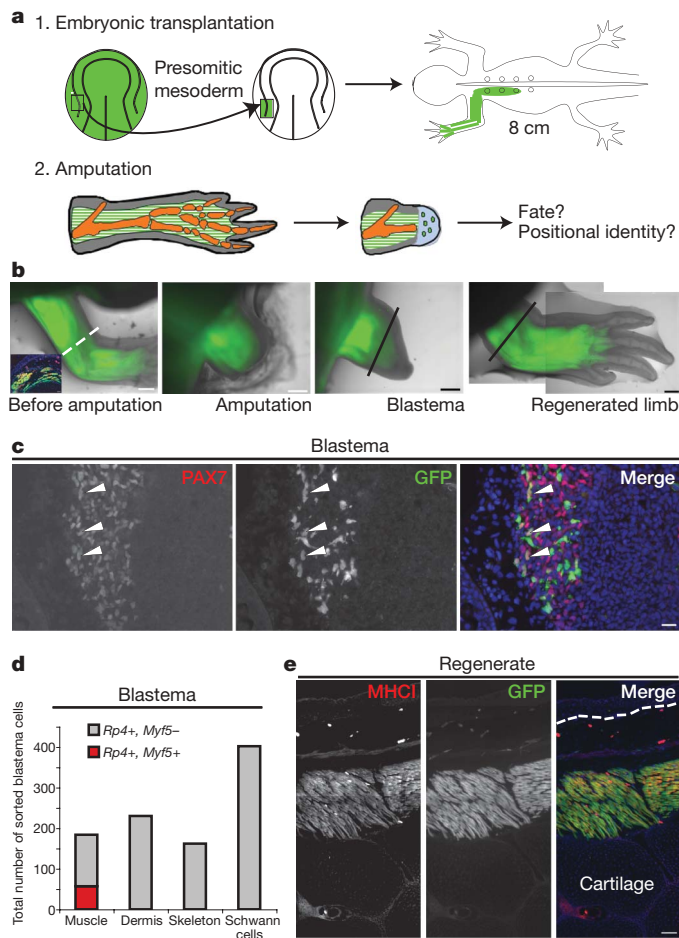 a
1. Embryonic transplantation
Presomitic
mesoderm
8 cm
2. Amputation
Fate?
Positional identity?
b
Before amputation
Amputation
Blastema
Regenerated limb
c
Blastema
PAX7
GFP
Merge
d
Blastema
Total number of sorted blastema cells
400
300
200
100
0
Rp4+, Myf5–
Rp4+, Myf5+
Muscle
Dermis
Skeleton
Schwann
cells
e
Regenerate
MHCI
GFP
Merge
Cartilage